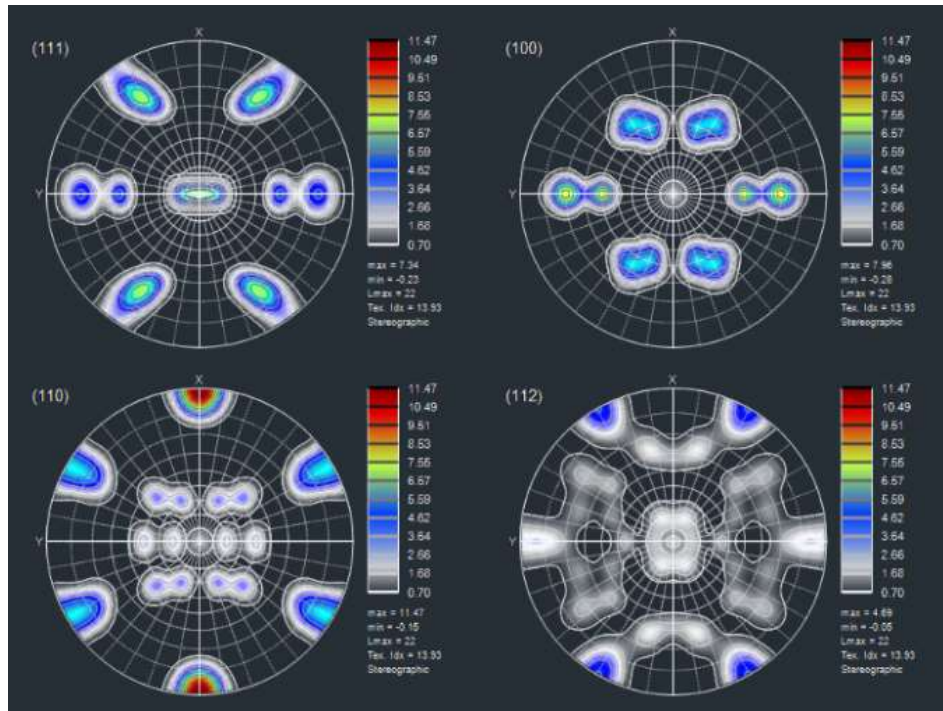 (111)
X
Y
11.47
10.49
9.51
8.53
7.55
6.57
5.59
4.62
3.64
2.66
1.68
0.70
max = 7.34
min = -0.23
Lmax = 22
Tex. Idx = 13.93
Stereographic
(100)
X
Y
11.47
10.49
9.51
8.53
7.55
6.57
5.59
4.62
3.64
2.66
1.68
0.70
max = 7.96
min = -0.28
Lmax = 22
Tex. Idx = 13.93
Stereographic
(110)
X
Y
11.47
10.49
9.51
8.53
7.55
6.57
5.59
4.62
3.64
2.66
1.68
0.70
max = 11.47
min = -0.15
Lmax = 22
Tex. Idx = 13.93
Stereographic
(112)
X
Y
11.47
10.49
9.51
8.53
7.55
6.57
5.59
4.62
3.64
2.66
1.68
0.70
max = 4.69
min = -0.05
Lmax = 22
Tex. Idx = 13.93
Stereographic